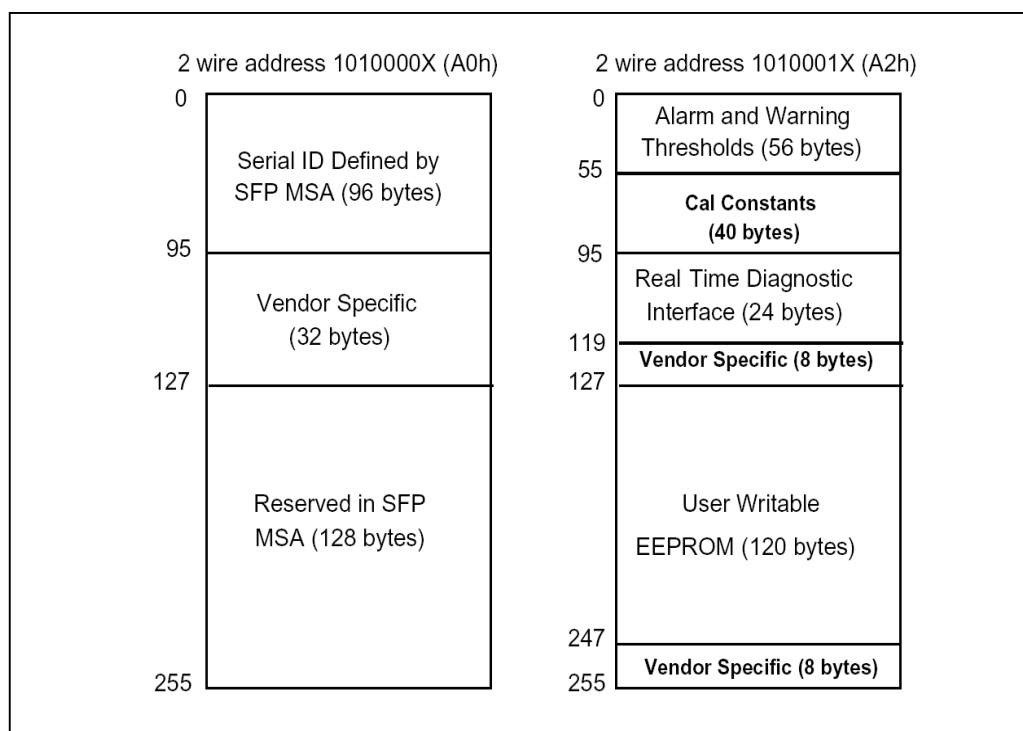 2 wire address 1010000X (A0h)
0
Serial ID Defined by
SFP MSA (96 bytes)
95
Vendor Specific
(32 bytes)
127
Reserved in SFP
MSA (128 bytes)
255
2 wire address 1010001X (A2h)
0
Alarm and Warning
Thresholds (56 bytes)
55
Cal Constants
(40 bytes)
95
Real Time Diagnostic
Interface (24 bytes)
119
Vendor Specific (8 bytes)
127
User Writable
EEPROM (120 bytes)
247
Vendor Specific (8 bytes)
255